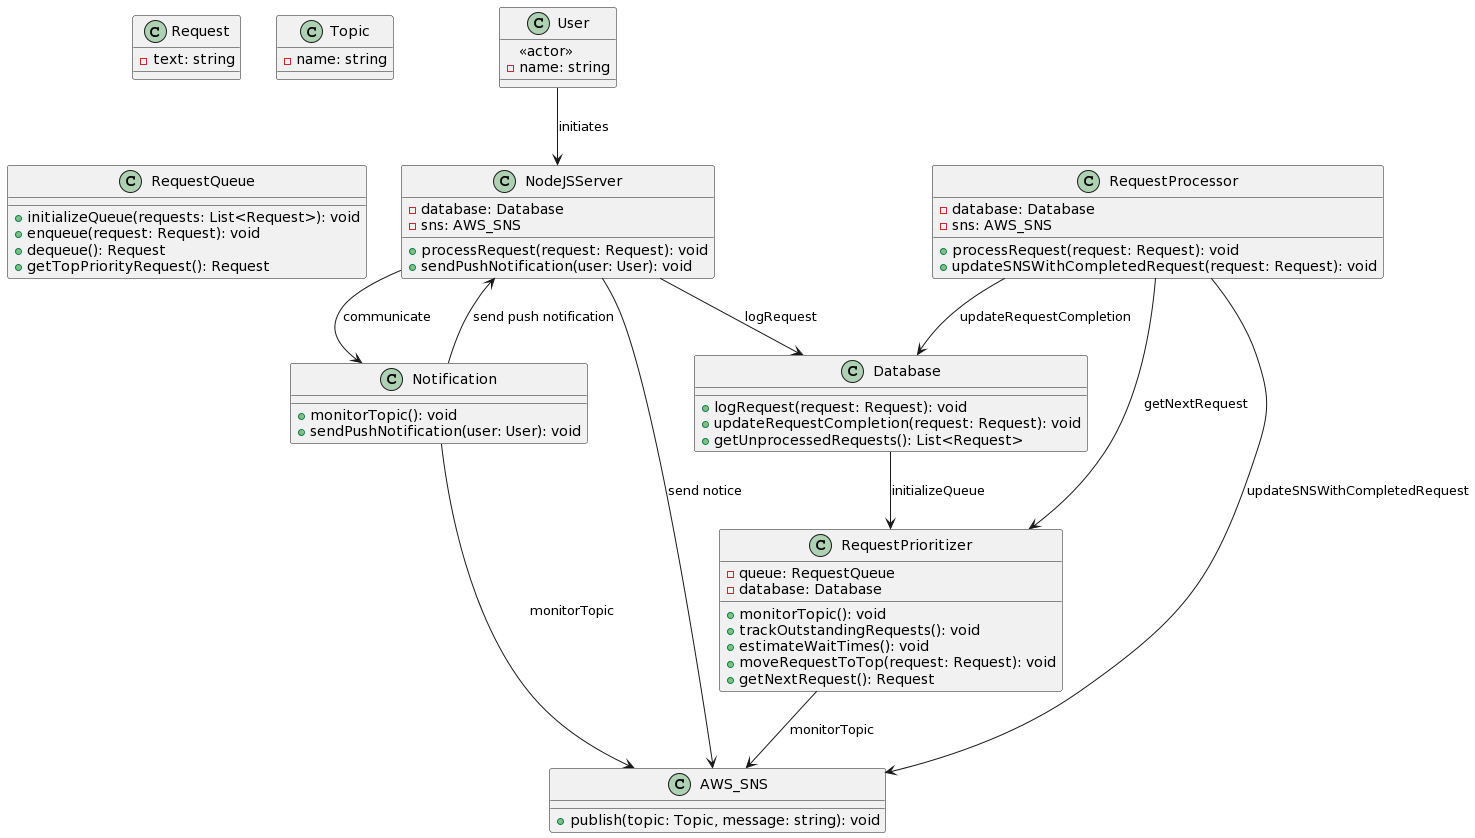 C Request
text: string
C Topic
name: string
C User
«actor»
name: string
initiates
C RequestQueue
initializeQueue(requests: List<Request>): void
enqueue(request: Request): void
dequeue(): Request
getTopPriorityRequest(): Request
C NodeJSServer
database: Database
sns: AWS_SNS
processRequest(request: Request): void
sendPushNotification(user: User): void
C RequestProcessor
database: Database
sns: AWS_SNS
processRequest(request: Request): void
updateSNSWithCompletedRequest(request: Request): void
communicate
send push notification
logRequest
updateRequestCompletion
C Notification
monitorTopic(): void
sendPushNotification(user: User): void
C Database
logRequest(request: Request): void
updateRequestCompletion(request: Request): void
getUnprocessedRequests(): List<Request>
getNextRequest
send notice
initializeQueue
updateSNSWithCompletedRequest
C RequestPrioritizer
queue: RequestQueue
database: Database
monitorTopic(): void
trackOutstandingRequests(): void
estimateWaitTimes(): void
moveRequestToTop(request: Request): void
getNextRequest(): Request
monitorTopic
monitorTopic
C AWS_SNS
publish(topic: Topic, message: string): void